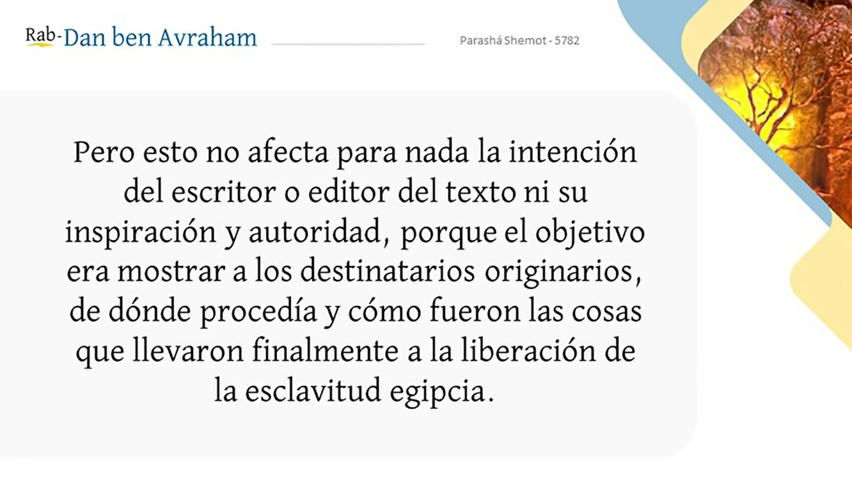 Rab-Dan ben Avraham
Parashá Shemot - 5782
Pero esto no afecta para nada la intención
del escritor o editor del texto ni su
inspiración y autoridad, porque el objetivo
era mostrar a los destinatarios originarios,
de dónde procedía y cómo fueron las cosas
que llevaron finalmente a la liberación de
la esclavitud egipcia.